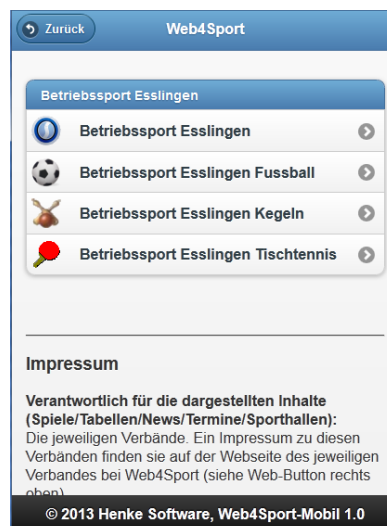 Zurück
Web4Sport
Betriebssport Esslingen
Betriebssport Esslingen
Betriebssport Esslingen Fussball
Betriebssport Esslingen Kegeln
Betriebssport Esslingen Tischtennis
Impressum
Verantwortlich für die dargestellten Inhalte
(Spiele/Tabellen/News/Termine/Sporthallen):
Die jeweiligen Verbände. Ein Impressum zu diesen
Verbänden finden sie auf der Webseite des jeweiligen
Verbandes bei Web4Sport (siehe Web-Button rechts
oben)
© 2013 Henke Software, Web4Sport-Mobil 1.0